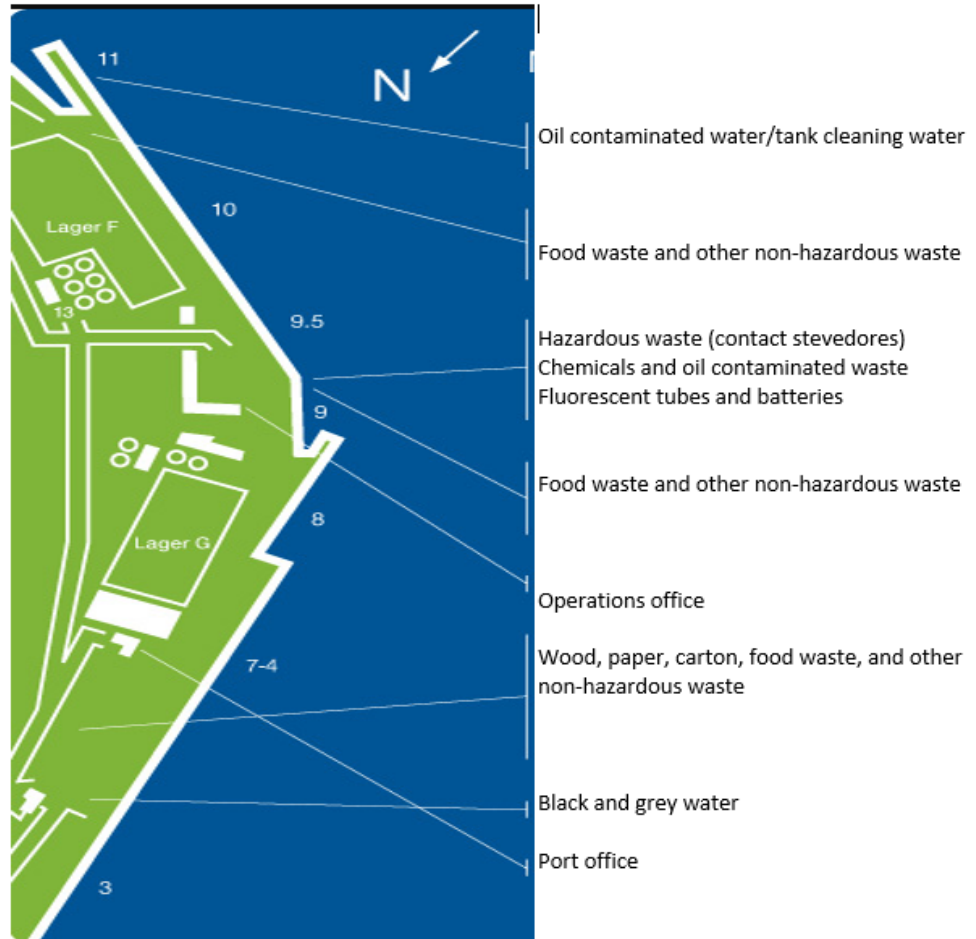 11
N
Oil contaminated water/tank cleaning water
10
Lager F
Food waste and other non-hazardous waste
13
9.5
Hazardous waste (contact stevedores)
Chemicals and oil contaminated waste
Fluorescent tubes and batteries
9
Food waste and other non-hazardous waste
8
Lager G
Operations office
7-4
Wood, paper, carton, food waste, and other
non-hazardous waste
Black and grey water
Port office
3